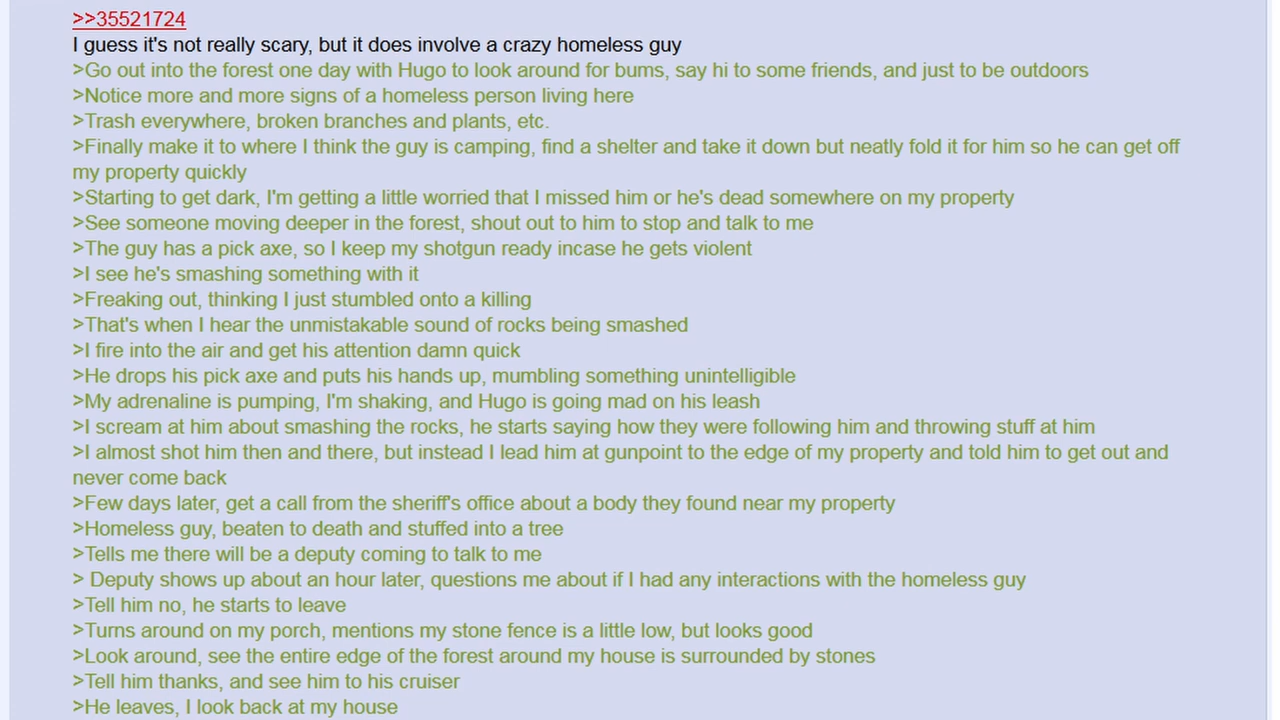 >>35521724
I guess it's not really scary, but it does involve a crazy homeless guy
>Go out into the forest one day with Hugo to look around for bums, say hi to some friends, and just to be outdoors
>Notice more and more signs of a homeless person living here
>Trash everywhere, broken branches and plants, etc.
>Finally make it to where I think the guy is camping, find a shelter and take it down but neatly fold it for him so he can get off
my property quickly
>Starting to get dark, I'm getting a little worried that I missed him or he's dead somewhere on my property
>See someone moving deeper in the forest, shout out to him to stop and talk to me
>The guy has a pick axe, so I keep my shotgun ready incase he gets violent
>I see he's smashing something with it
>Freaking out, thinking I just stumbled onto a killing
>That's when I hear the unmistakable sound of rocks being smashed
>I fire into the air and get his attention damn quick
>He drops his pick axe and puts his hands up, mumbling something unintelligible
>My adrenaline is pumping, I'm shaking, and Hugo is going mad on his leash
>I scream at him about smashing the rocks, he starts saying how they were following him and throwing stuff at him
>I almost shot him then and there, but instead I lead him at gunpoint to the edge of my property and told him to get out and
never come back
>Few days later, get a call from the sheriff's office about a body they found near my property
>Homeless guy, beaten to death and stuffed into a tree
>Tells me there will be a deputy coming to talk to me
> Deputy shows up about an hour later, questions me about if I had any interactions with the homeless guy
>Tell him no, he starts to leave
>Turns around on my porch, mentions my stone fence is a little low, but looks good
>Look around, see the entire edge of the forest around my house is surrounded by stones
>Tell him thanks, and see him to his cruiser
>He leaves, I look back at my house